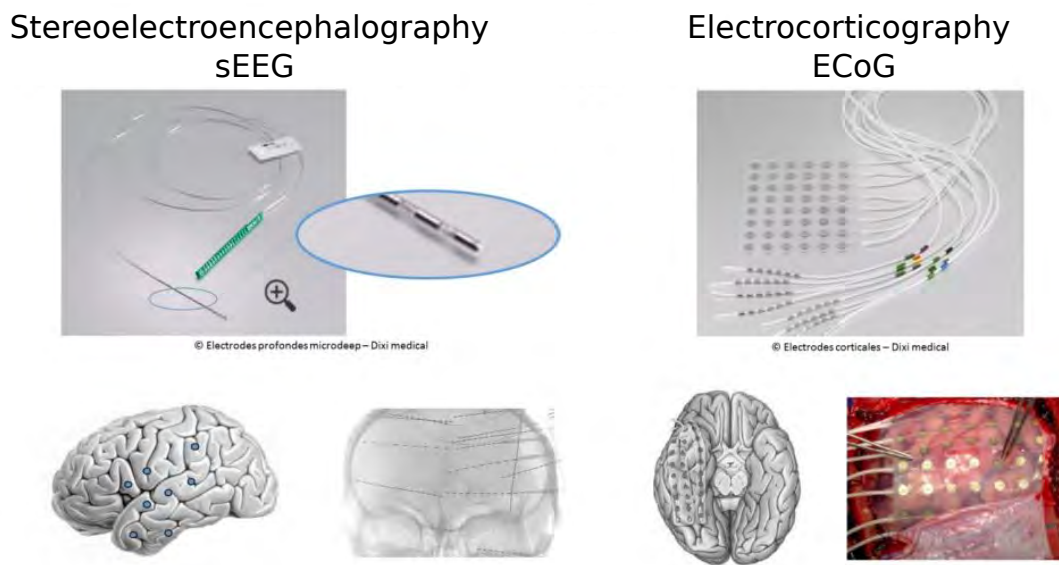 Stereoelectroencephalography
sEEG
Electrocorticography
ECoG
© Electrodes profondes microdeep – Dixi medical
© Electrodes corticales – Dixi medical